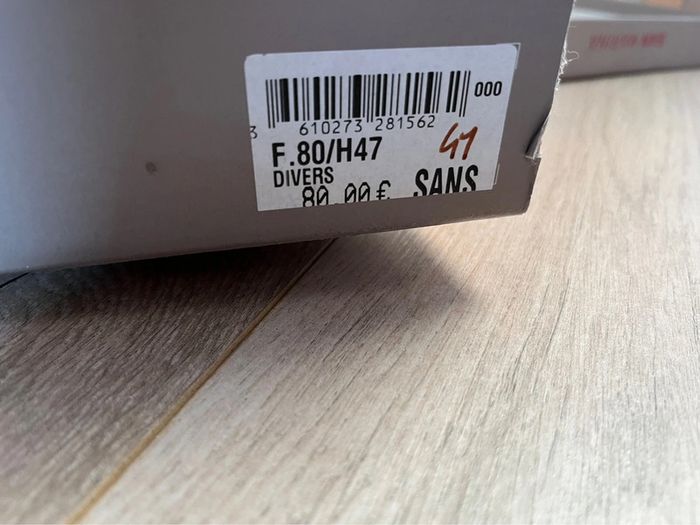 000
3 610273 281562
F.80/H47 41
DIVERS
80.00€ SANS